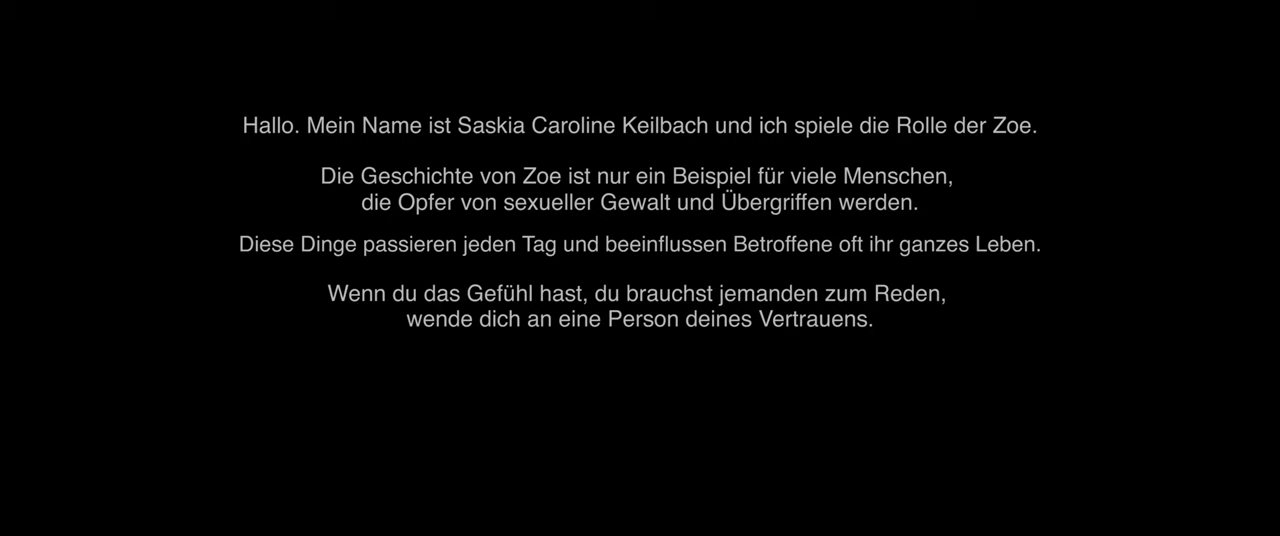 Hallo. Mein Name ist Saskia Caroline Keilbach und ich spiele die Rolle der Zoe.
Die Geschichte von Zoe ist nur ein Beispiel für viele Menschen,
die Opfer von sexueller Gewalt und Übergriffen werden.
Diese Dinge passieren jeden Tag und beeinflussen Betroffene oft ihr ganzes Leben.
Wenn du das Gefühl hast, du brauchst jemanden zum Reden,
wende dich an eine Person deines Vertrauens.